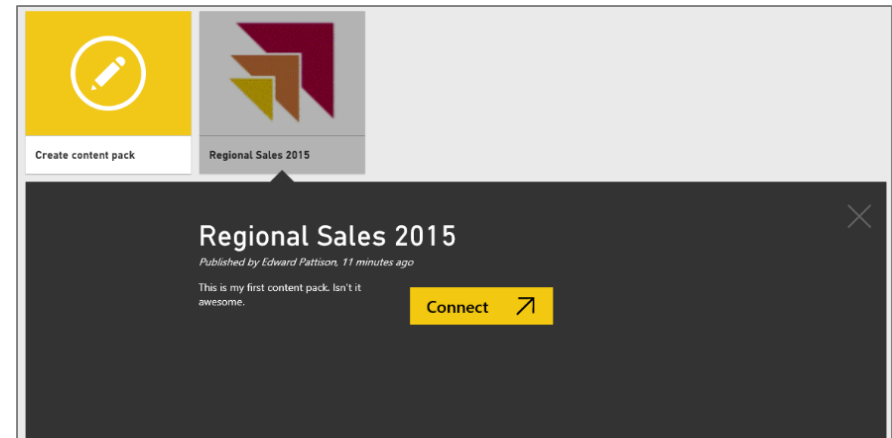 Create content pack
Regional Sales 2015
Regional Sales 2015
Published by Edward Pattison, 11 minutes ago
This is my first content pack. Isn't it
awesome.
Connect